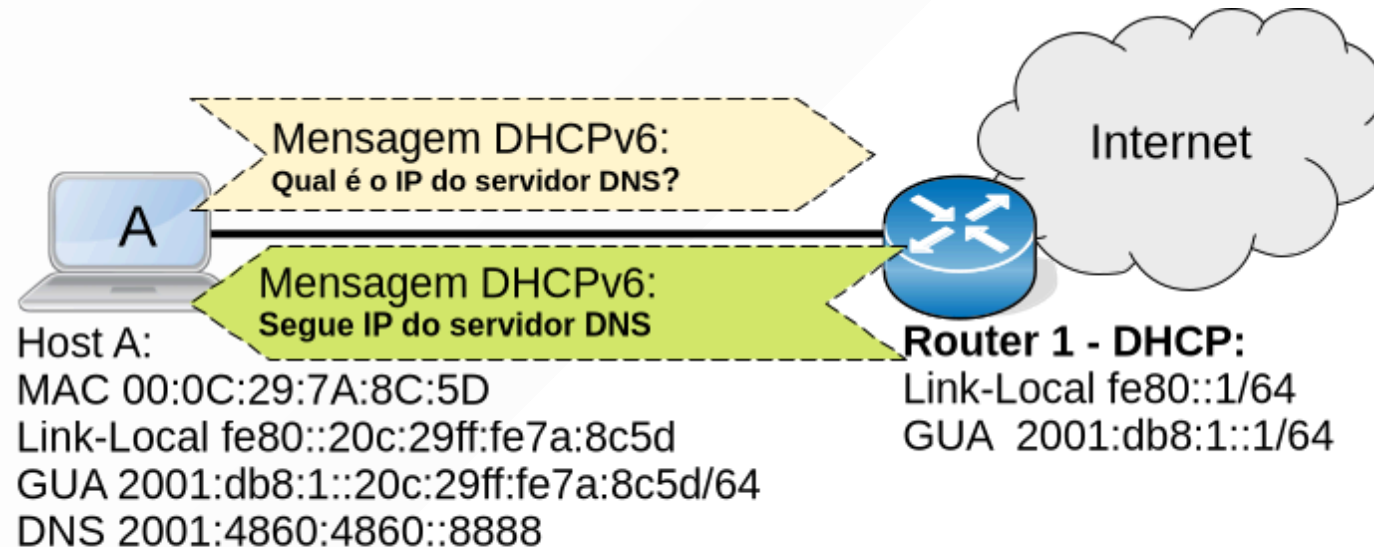 Mensagem DHCPv6:
Qual é o IP do servidor DNS?
Internet
A
Mensagem DHCPv6:
Segue IP do servidor DNS
Host A:
MAC 00:0C:29:7A:8C:5D
Link-Local fe80::20c:29ff:fe7a:8c5d
GUA 2001:db8:1::20c:29ff:fe7a:8c5d/64
DNS 2001:4860:4860::8888
Router 1 - DHCP:
Link-Local fe80::1/64
GUA 2001:db8:1::1/64